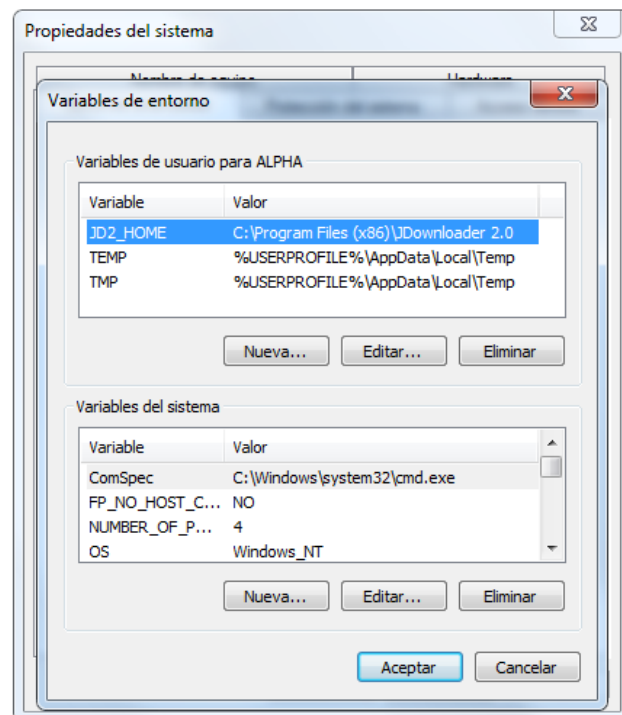 Propiedades del sistema
Variables de entorno
Variables de usuario para ALPHA
Variable Valor
JD2_HOME C:\Program Files (x86)\JDownloader 2.0
TEMP %USERPROFILE%\AppData\Local\Temp
TMP %USERPROFILE%\AppData\Local\Temp
Nueva... Editar... Eliminar
Variables del sistema
Variable Valor
ComSpec C:\Windows\system32\cmd.exe
FP_NO_HOST_C... NO
NUMBER_OF_P... 4
OS Windows_NT
Nueva... Editar... Eliminar
Aceptar Cancelar